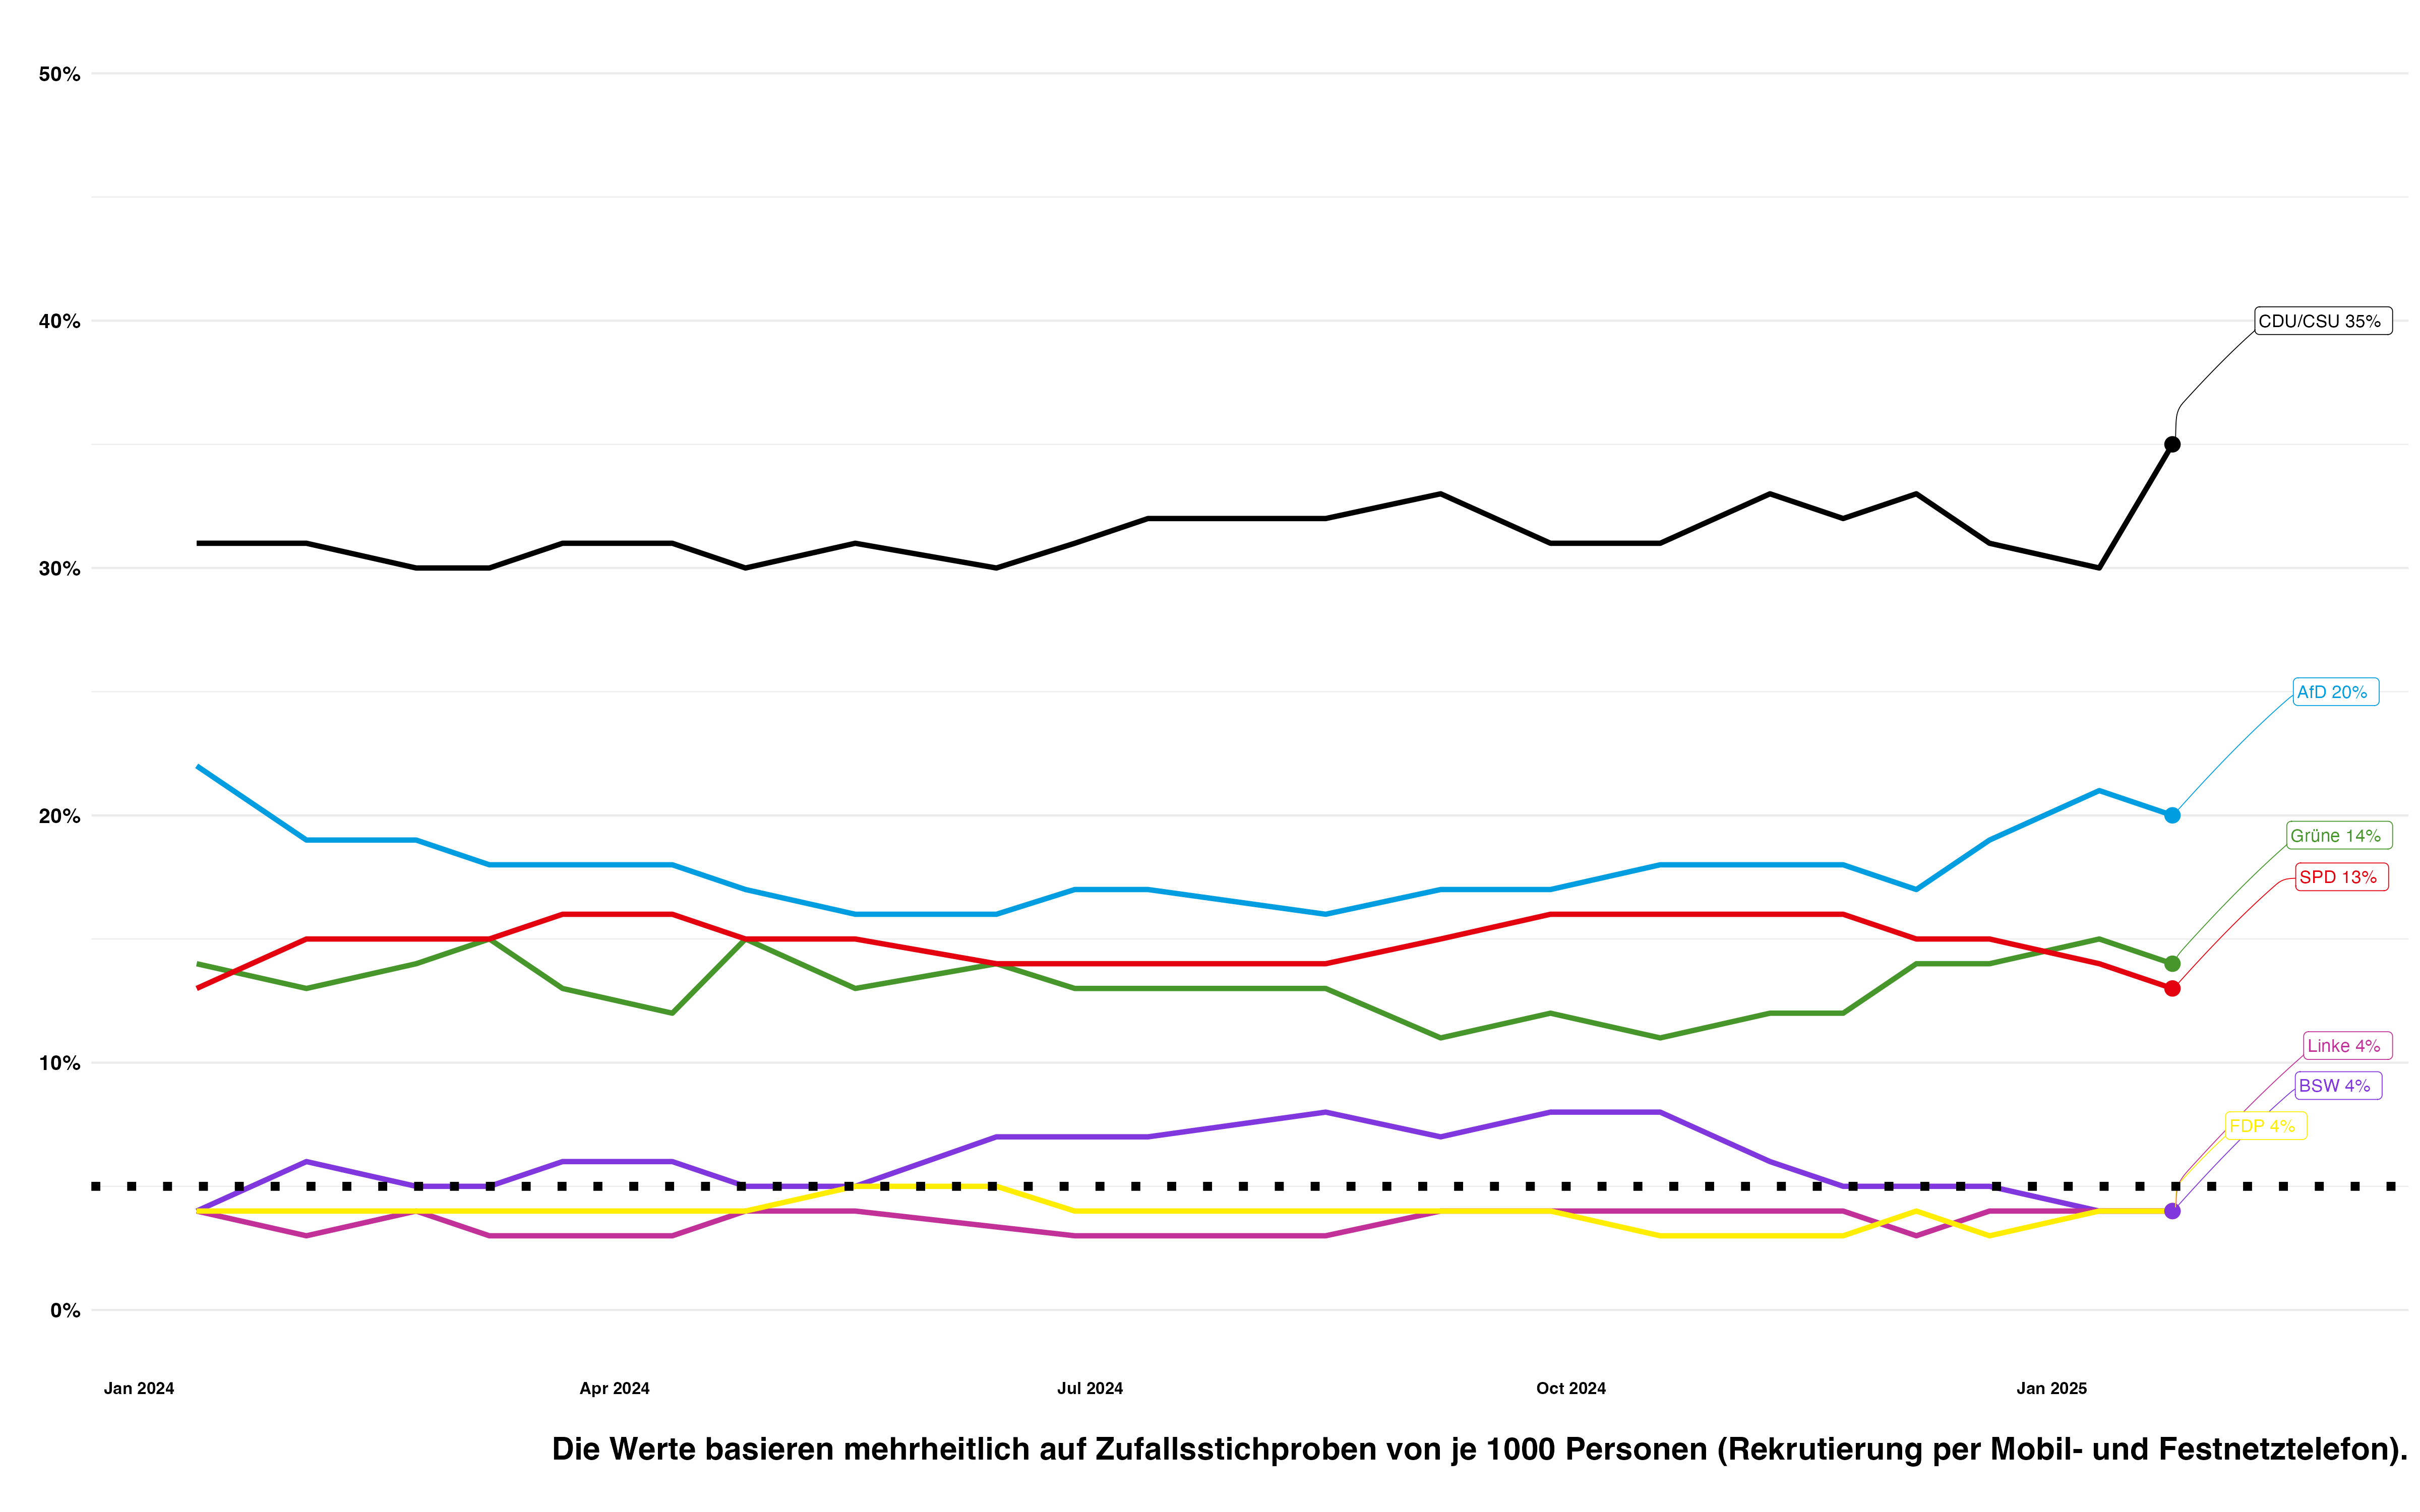 50%
40%
30%
20%
10%
0%
CDU/CSU 35%
AfD 20%
Grüne 14%
SPD 13%
Linke 4%
BSW 4%
FDP 4%
Jan 2024
Apr 2024
Jul 2024
Oct 2024
Jan 2025
Die Werte basieren mehrheitlich auf Zufallsstichproben von je 1000 Personen (Rekrutierung per Mobil- und Festnetztelefon).